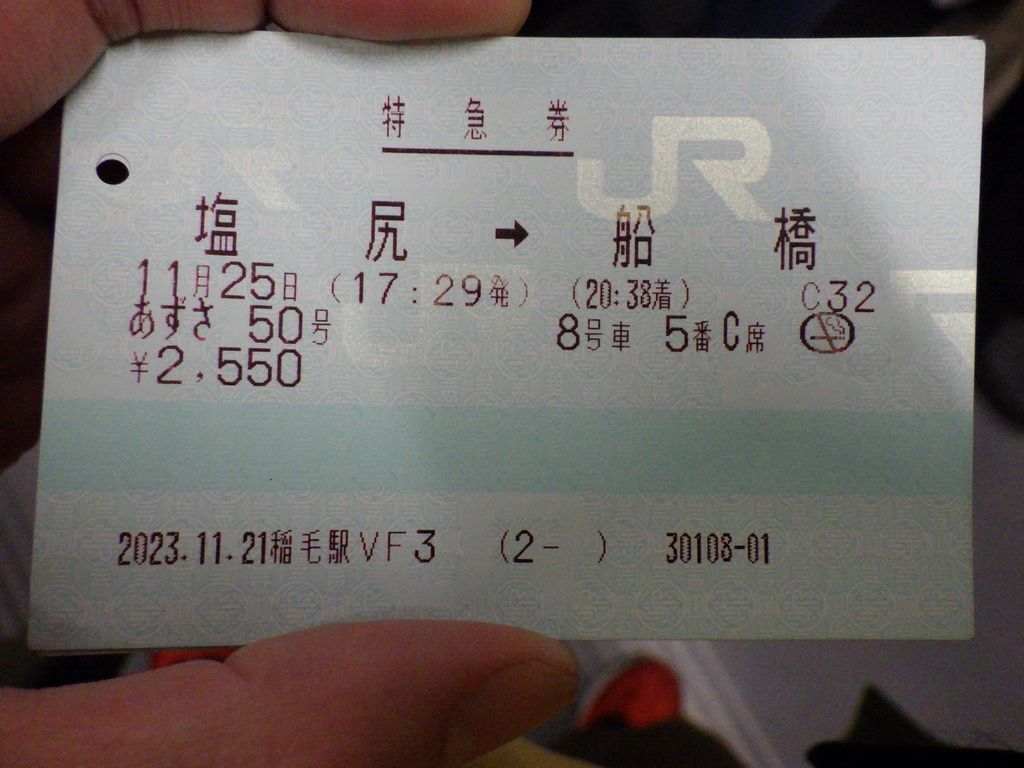 特急券
JR
塩尻 → 船橋
11月25日 (17:29発) (20:38着) C32
あずさ 50号 8号車 5番C席
¥2,550
2023.11.21稲毛駅VF3 (2- ) 30108-01